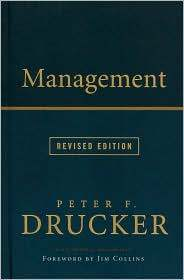 Management
REVISED EDITION
PETER F.
DRUCKER
FOREWORD BY JIM COLLINS